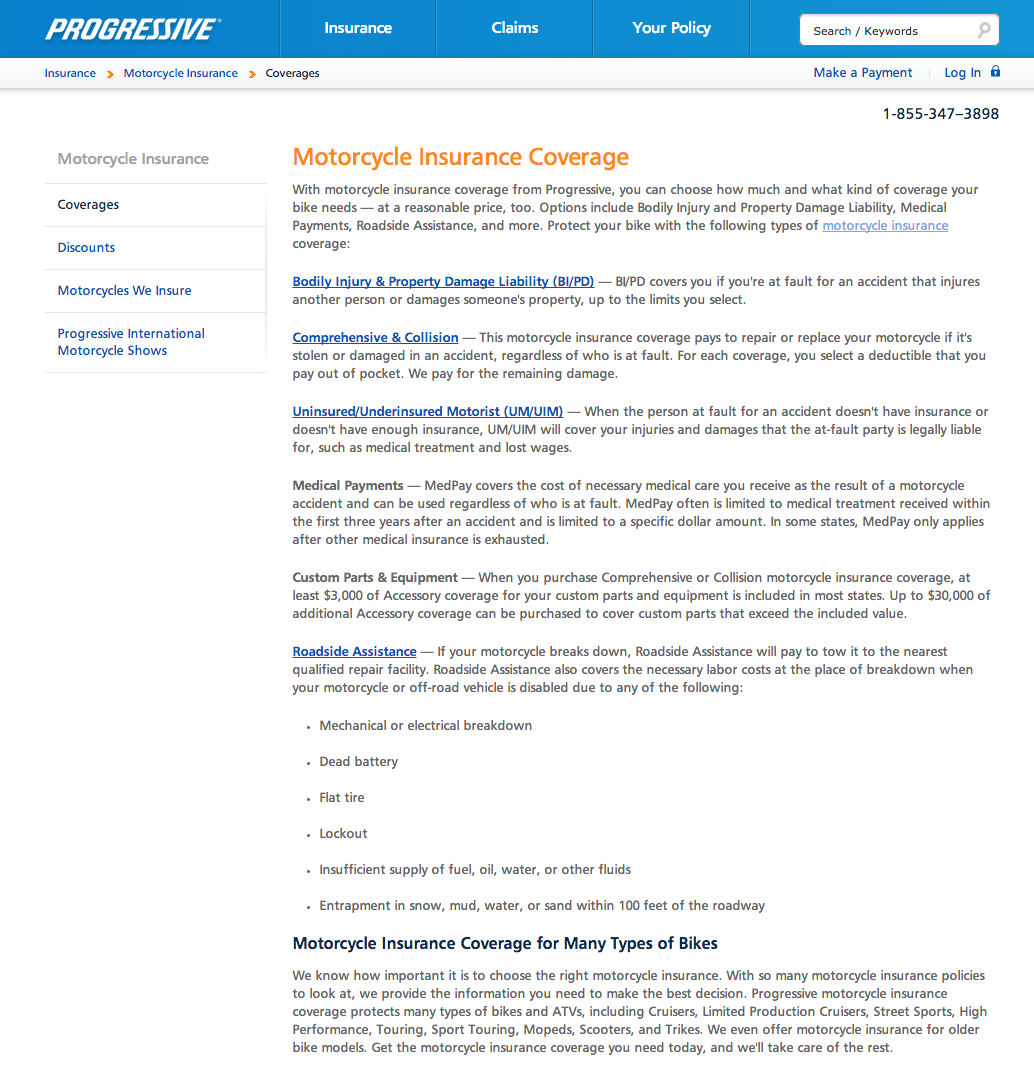 PROGRESSIVE®
Insurance
Claims
Your Policy
Search / Keywords
Insurance
Motorcycle Insurance
Coverages
Make a Payment
Log In
1-855-347–3898
Motorcycle Insurance
Coverages
Discounts
Motorcycles We Insure
Progressive International
Motorcycle Shows
Motorcycle Insurance Coverage
With motorcycle insurance coverage from Progressive, you can choose how much and what kind of coverage your
bike needs — at a reasonable price, too. Options include Bodily Injury and Property Damage Liability, Medical
Payments, Roadside Assistance, and more. Protect your bike with the following types of motorcycle insurance
coverage:
Bodily Injury & Property Damage Liability (BI/PD) — BI/PD covers you if you're at fault for an accident that injures
another person or damages someone's property, up to the limits you select.
Comprehensive & Collision — This motorcycle insurance coverage pays to repair or replace your motorcycle if it's
stolen or damaged in an accident, regardless of who is at fault. For each coverage, you select a deductible that you
pay out of pocket. We pay for the remaining damage.
Uninsured/Underinsured Motorist (UM/UIM) — When the person at fault for an accident doesn't have insurance or
doesn't have enough insurance, UM/UIM will cover your injuries and damages that the at-fault party is legally liable
for, such as medical treatment and lost wages.
Medical Payments — MedPay covers the cost of necessary medical care you receive as the result of a motorcycle
accident and can be used regardless of who is at fault. MedPay often is limited to medical treatment received within
the first three years after an accident and is limited to a specific dollar amount. In some states, MedPay only applies
after other medical insurance is exhausted.
Custom Parts & Equipment — When you purchase Comprehensive or Collision motorcycle insurance coverage, at
least $3,000 of Accessory coverage for your custom parts and equipment is included in most states. Up to $30,000 of
additional Accessory coverage can be purchased to cover custom parts that exceed the included value.
Roadside Assistance — If your motorcycle breaks down, Roadside Assistance will pay to tow it to the nearest
qualified repair facility. Roadside Assistance also covers the necessary labor costs at the place of breakdown when
your motorcycle or off-road vehicle is disabled due to any of the following:
• Mechanical or electrical breakdown
• Dead battery
• Flat tire
• Lockout
• Insufficient supply of fuel, oil, water, or other fluids
• Entrapment in snow, mud, water, or sand within 100 feet of the roadway
Motorcycle Insurance Coverage for Many Types of Bikes
We know how important it is to choose the right motorcycle insurance. With so many motorcycle insurance policies
to look at, we provide the information you need to make the best decision. Progressive motorcycle insurance
coverage protects many types of bikes and ATVs, including Cruisers, Limited Production Cruisers, Street Sports, High
Performance, Touring, Sport Touring, Mopeds, Scooters, and Trikes. We even offer motorcycle insurance for older
bike models. Get the motorcycle insurance coverage you need today, and we'll take care of the rest.